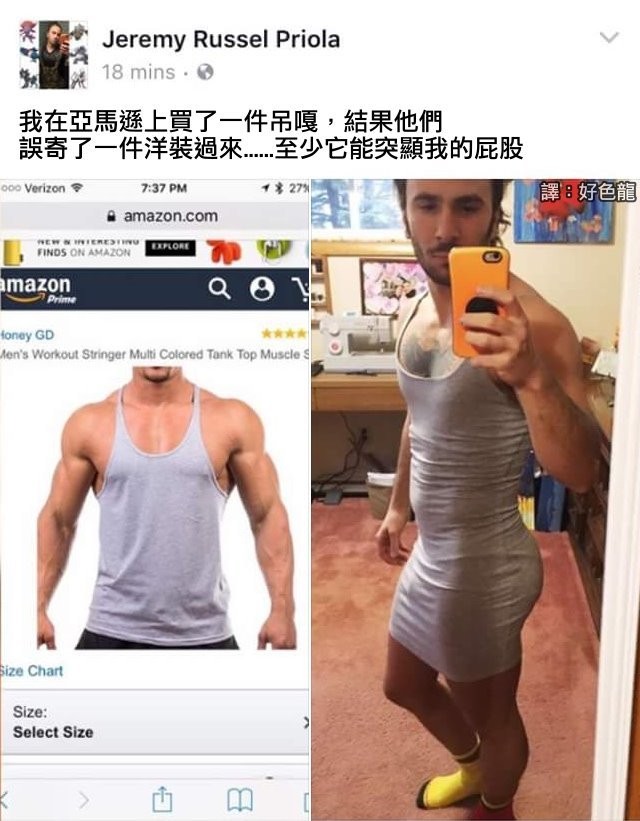 Jeremy Russel Priola
18 mins ·
我在亞馬遜上買了一件吊嘎，結果他們
誤寄了一件洋裝過來......至少它能突顯我的屁股
譯：好色龍
ooo Verizon 7:37 PM 27%
amazon.com
NEW & INTERESTING
FINDS ON AMAZON
EXPLORE
amazon
Prime
Honey GD
Men's Workout Stringer Multi Colored Tank Top Muscle S
Size Chart
Size:
Select Size